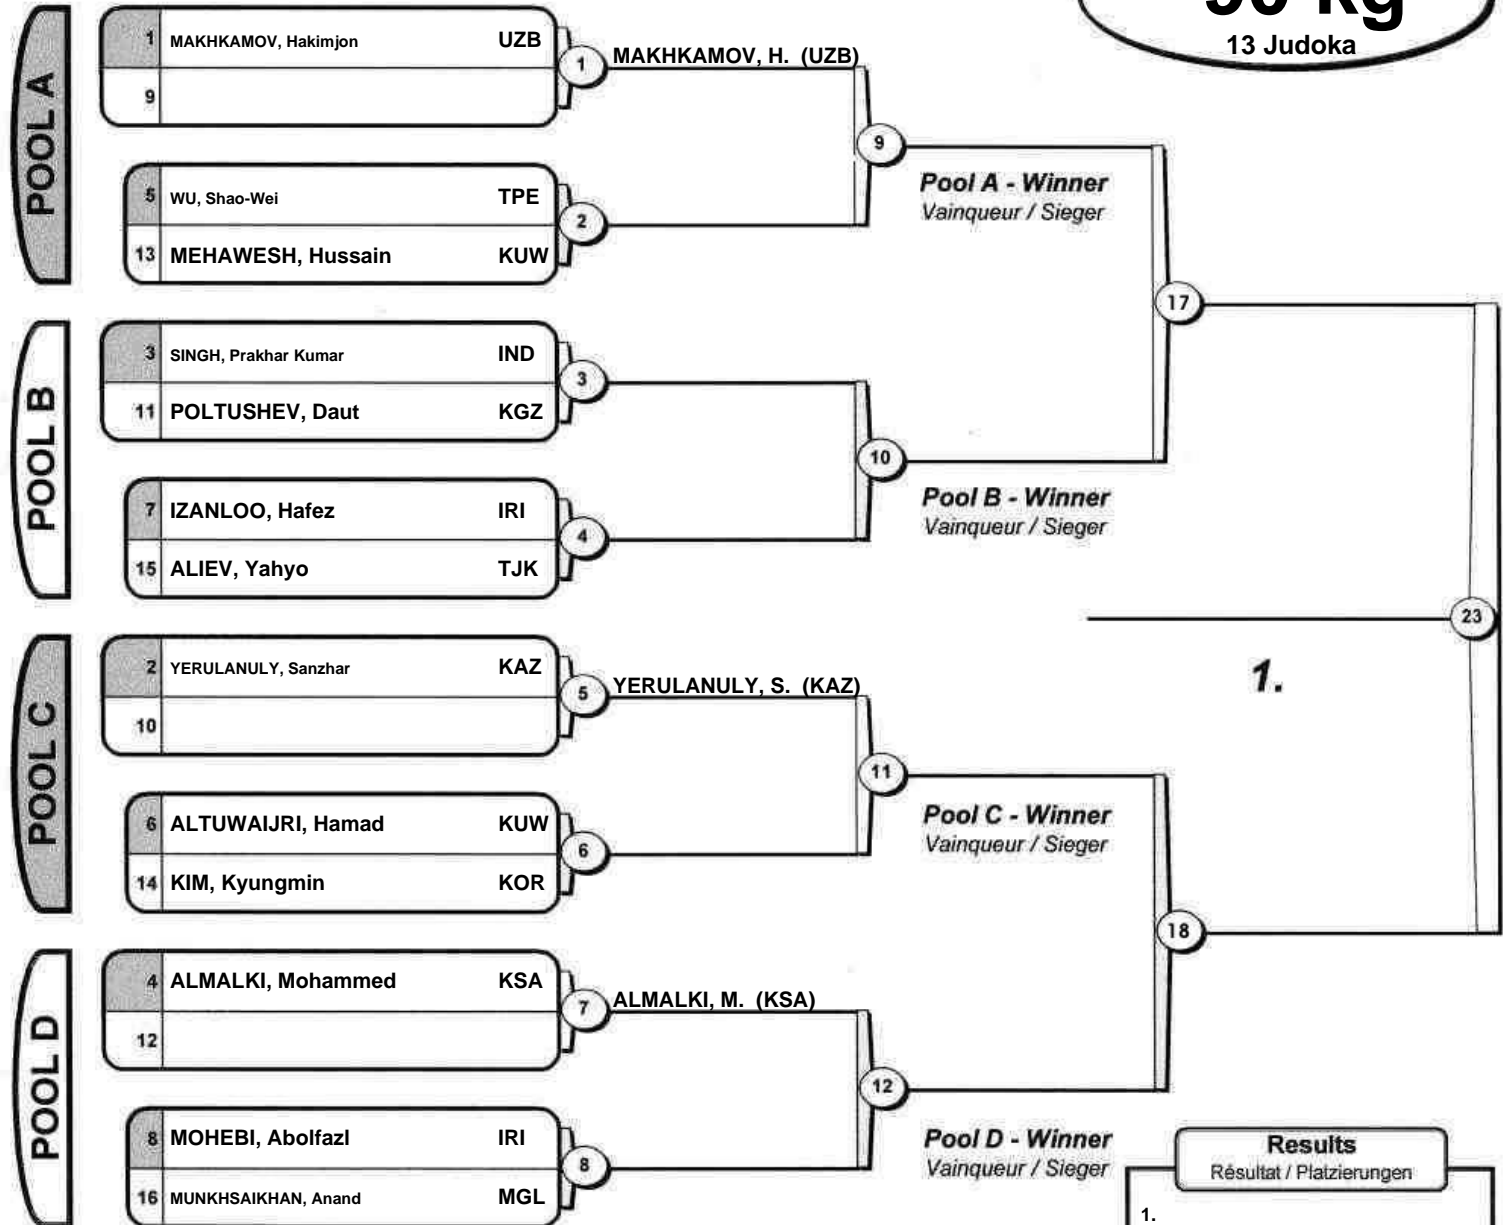 90 kg
13 Judoka
POOL A
1 MAKHKAMOV, Hakimjon UZB
9
1 MAKHKAMOV, H. (UZB)
5 WU, Shao-Wei TPE
13 MEHAWESH, Hussain KUW
2
9
Pool A - Winner
Vainqueur / Sieger
17
POOL B
3 SINGH, Prakhar Kumar IND
11 POLTUSHEV, Daut KGZ
3
7 IZANLOO, Hafez IRI
15 ALIEV, Yahyo TJK
4
10
Pool B - Winner
Vainqueur / Sieger
23
1.
POOL C
2 YERULANULY, Sanzhar KAZ
10
5 YERULANULY, S. (KAZ)
6 ALTUWAIJRI, Hamad KUW
14 KIM, Kyungmin KOR
6
11
Pool C - Winner
Vainqueur / Sieger
18
POOL D
4 ALMALKI, Mohammed KSA
12
7 ALMALKI, M. (KSA)
8 MOHEBI, Abolfazl IRI
16 MUNKHSAIKHAN, Anand MGL
8
12
Pool D - Winner
Vainqueur / Sieger
Results
Résultat / Platzierungen
1.